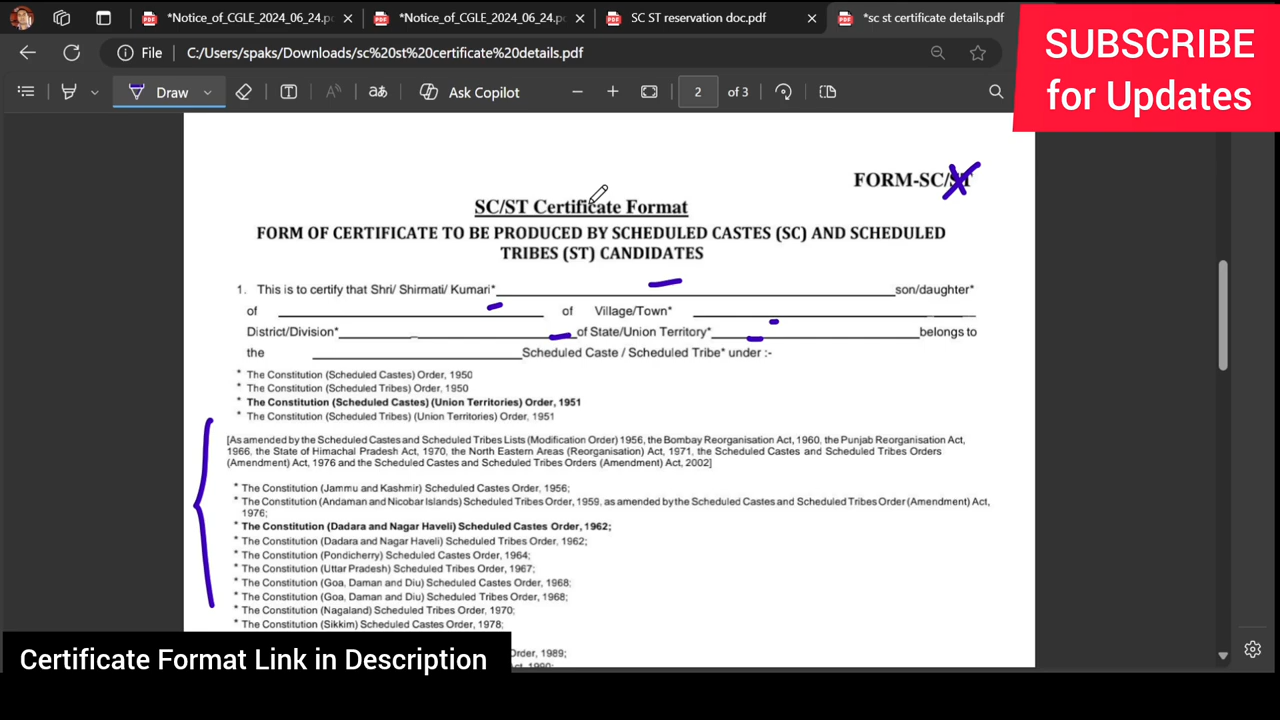 *Notice_of_CGLE_2024_06_24.p
*Notice_of_CGLE_2024_06_24.p
SC ST reservation doc.pdf
*sc st certificate details.pdf
SUBSCRIBE
for Updates
File C:/Users/spaks/Downloads/sc%20st%20certificate%20details.pdf
Draw
Ask Copilot
2 of 3
FORM-SC/ST
SC/ST Certificate Format
FORM OF CERTIFICATE TO BE PRODUCED BY SCHEDULED CASTES (SC) AND SCHEDULED
TRIBES (ST) CANDIDATES
1. This is to certify that Shri/ Shirmati/ Kumari* son/daughter*
of of Village/Town*
District/Division* of State/Union Territory* belongs to
the Scheduled Caste / Scheduled Tribe* under :-
* The Constitution (Scheduled Castes) Order, 1950
* The Constitution (Scheduled Tribes) Order, 1950
* The Constitution (Scheduled Castes) (Union Territories) Order, 1951
* The Constitution (Scheduled Tribes) (Union Territories) Order, 1951
[As amended by the Scheduled Castes and Scheduled Tribes Lists (Modification Order) 1956, the Bombay Reorganisation Act, 1960, the Punjab Reorganisation Act,
1966, the State of Himachal Pradesh Act, 1970, the North Eastern Areas (Reorganisation) Act, 1971, the Scheduled Castes and Scheduled Tribes Orders
(Amendment) Act, 1976 and the Scheduled Castes and Scheduled Tribes Orders (Amendment) Act, 2002]
* The Constitution (Jammu and Kashmir) Scheduled Castes Order, 1956;
* The Constitution (Andaman and Nicobar Islands) Scheduled Tribes Order, 1959, as amended by the Scheduled Castes and Scheduled Tribes Order (Amendment) Act,
1976;
* The Constitution (Dadara and Nagar Haveli) Scheduled Castes Order, 1962;
* The Constitution (Dadara and Nagar Haveli) Scheduled Tribes Order, 1962;
* The Constitution (Pondicherry) Scheduled Castes Order, 1964;
* The Constitution (Uttar Pradesh) Scheduled Tribes Order, 1967;
* The Constitution (Goa, Daman and Diu) Scheduled Castes Order, 1968;
* The Constitution (Goa, Daman and Diu) Scheduled Tribes Order, 1968;
* The Constitution (Nagaland) Scheduled Tribes Order, 1970;
* The Constitution (Sikkim) Scheduled Castes Order, 1978;
Order, 1989;
Certificate Format Link in Description